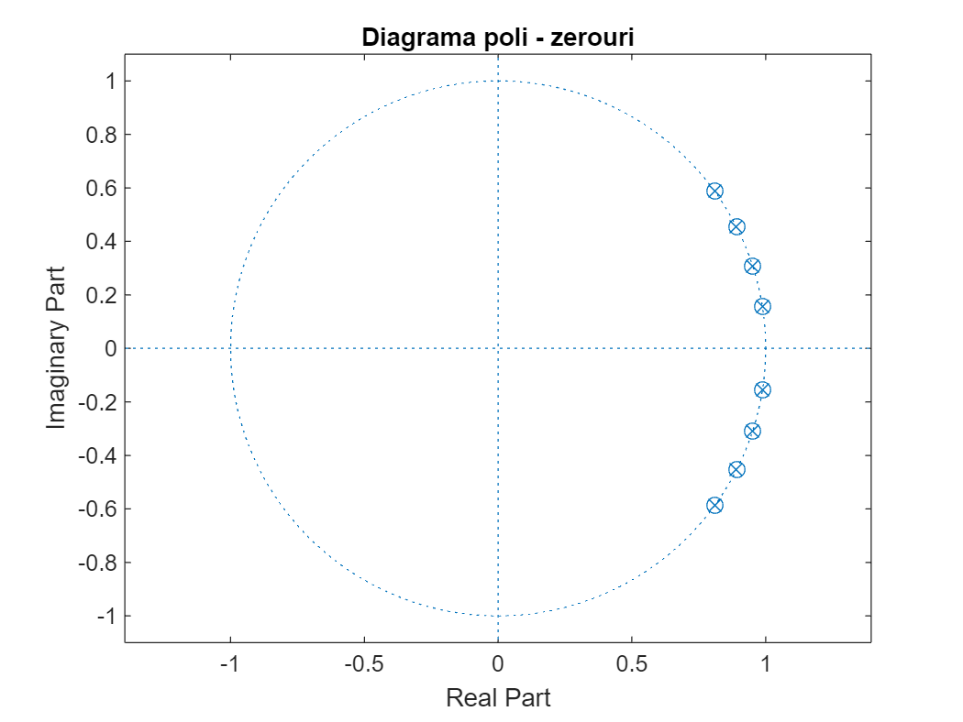 Diagrama poli - zerouri
1
0.8
0.6
0.4
0.2
0
-0.2
-0.4
-0.6
-0.8
-1
Imaginary Part
-1 -0.5 0 0.5 1
Real Part